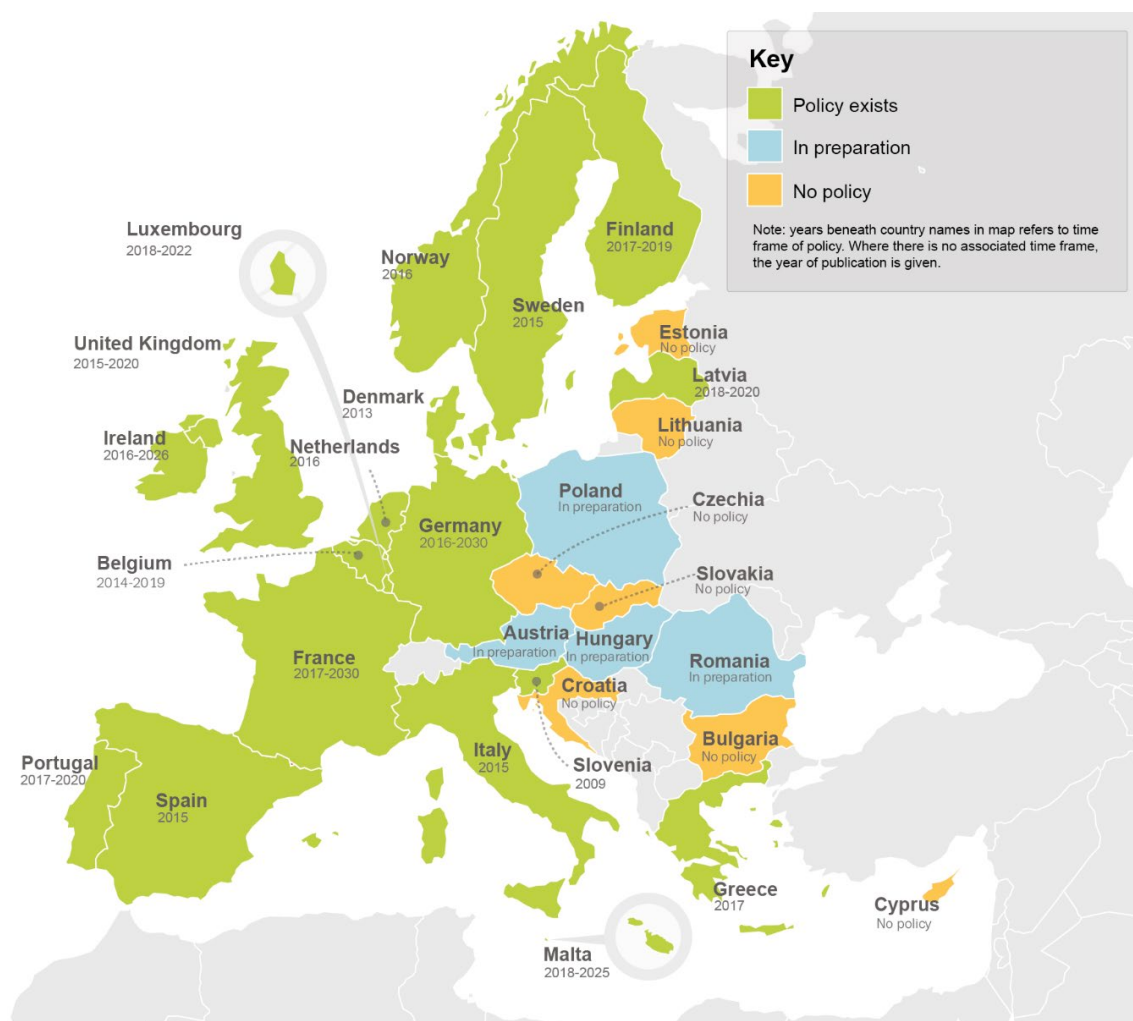 Key
Policy exists
In preparation
No policy
Note: years beneath country names in map refers to time
frame of policy. Where there is no associated time frame,
the year of publication is given.
Luxembourg
2018-2022
Finland
2017-2019
Norway
2016
Sweden
2015
Estonia
No policy
United Kingdom
2015-2020
Latvia
2018-2020
Denmark
2013
Lithuania
No policy
Ireland
2016-2026
Netherlands
2016
Poland
In preparation
Czechia
No policy
Germany
2016-2030
Belgium
2014-2019
Slovakia
No policy
Austria
In preparation
Hungary
In preparation
France
2017-2030
Romania
In preparation
Croatia
No policy
Bulgaria
No policy
Italy
2015
Slovenia
2009
Portugal
2017-2020
Spain
2015
Greece
2017
Cyprus
No policy
Malta
2018-2025